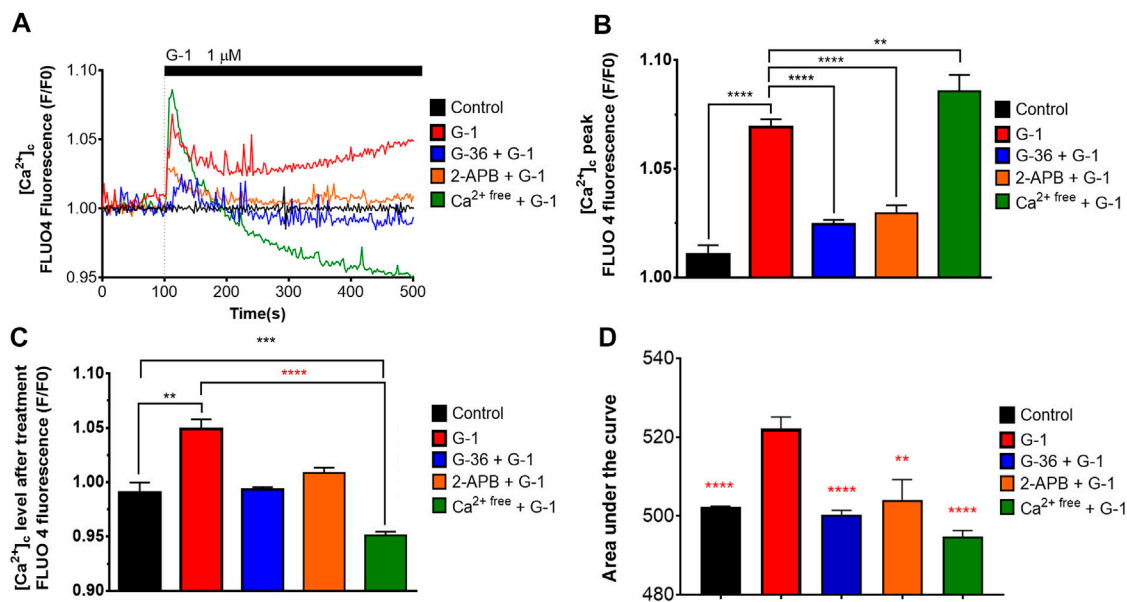 A
G-1 1 μM
[Ca²⁺]c
FLUO4 Fluorescence (F/F0)
1.10
1.05
1.00
0.95
0
100
200
300
400
500
Time(s)
Control
G-1
G-36 + G-1
2-APB + G-1
Ca²⁺ ᶠʳᵉᵉ + G-1
B
[Ca²⁺]c peak
FLUO 4 fluorescence (F/F0)
1.10
1.05
1.00
****
****
****
**
Control
G-1
G-36 + G-1
2-APB + G-1
Ca²⁺ ᶠʳᵉᵉ + G-1
C
[Ca²⁺]c level after treatment
FLUO 4 fluorescence (F/F0)
1.10
1.05
1.00
0.95
0.90
***
****
**
Control
G-1
G-36 + G-1
2-APB + G-1
Ca²⁺ ᶠʳᵉᵉ + G-1
D
Area under the curve
540
520
500
480
****
****
**
****
Control
G-1
G-36 + G-1
2-APB + G-1
Ca²⁺ ᶠʳᵉᵉ + G-1